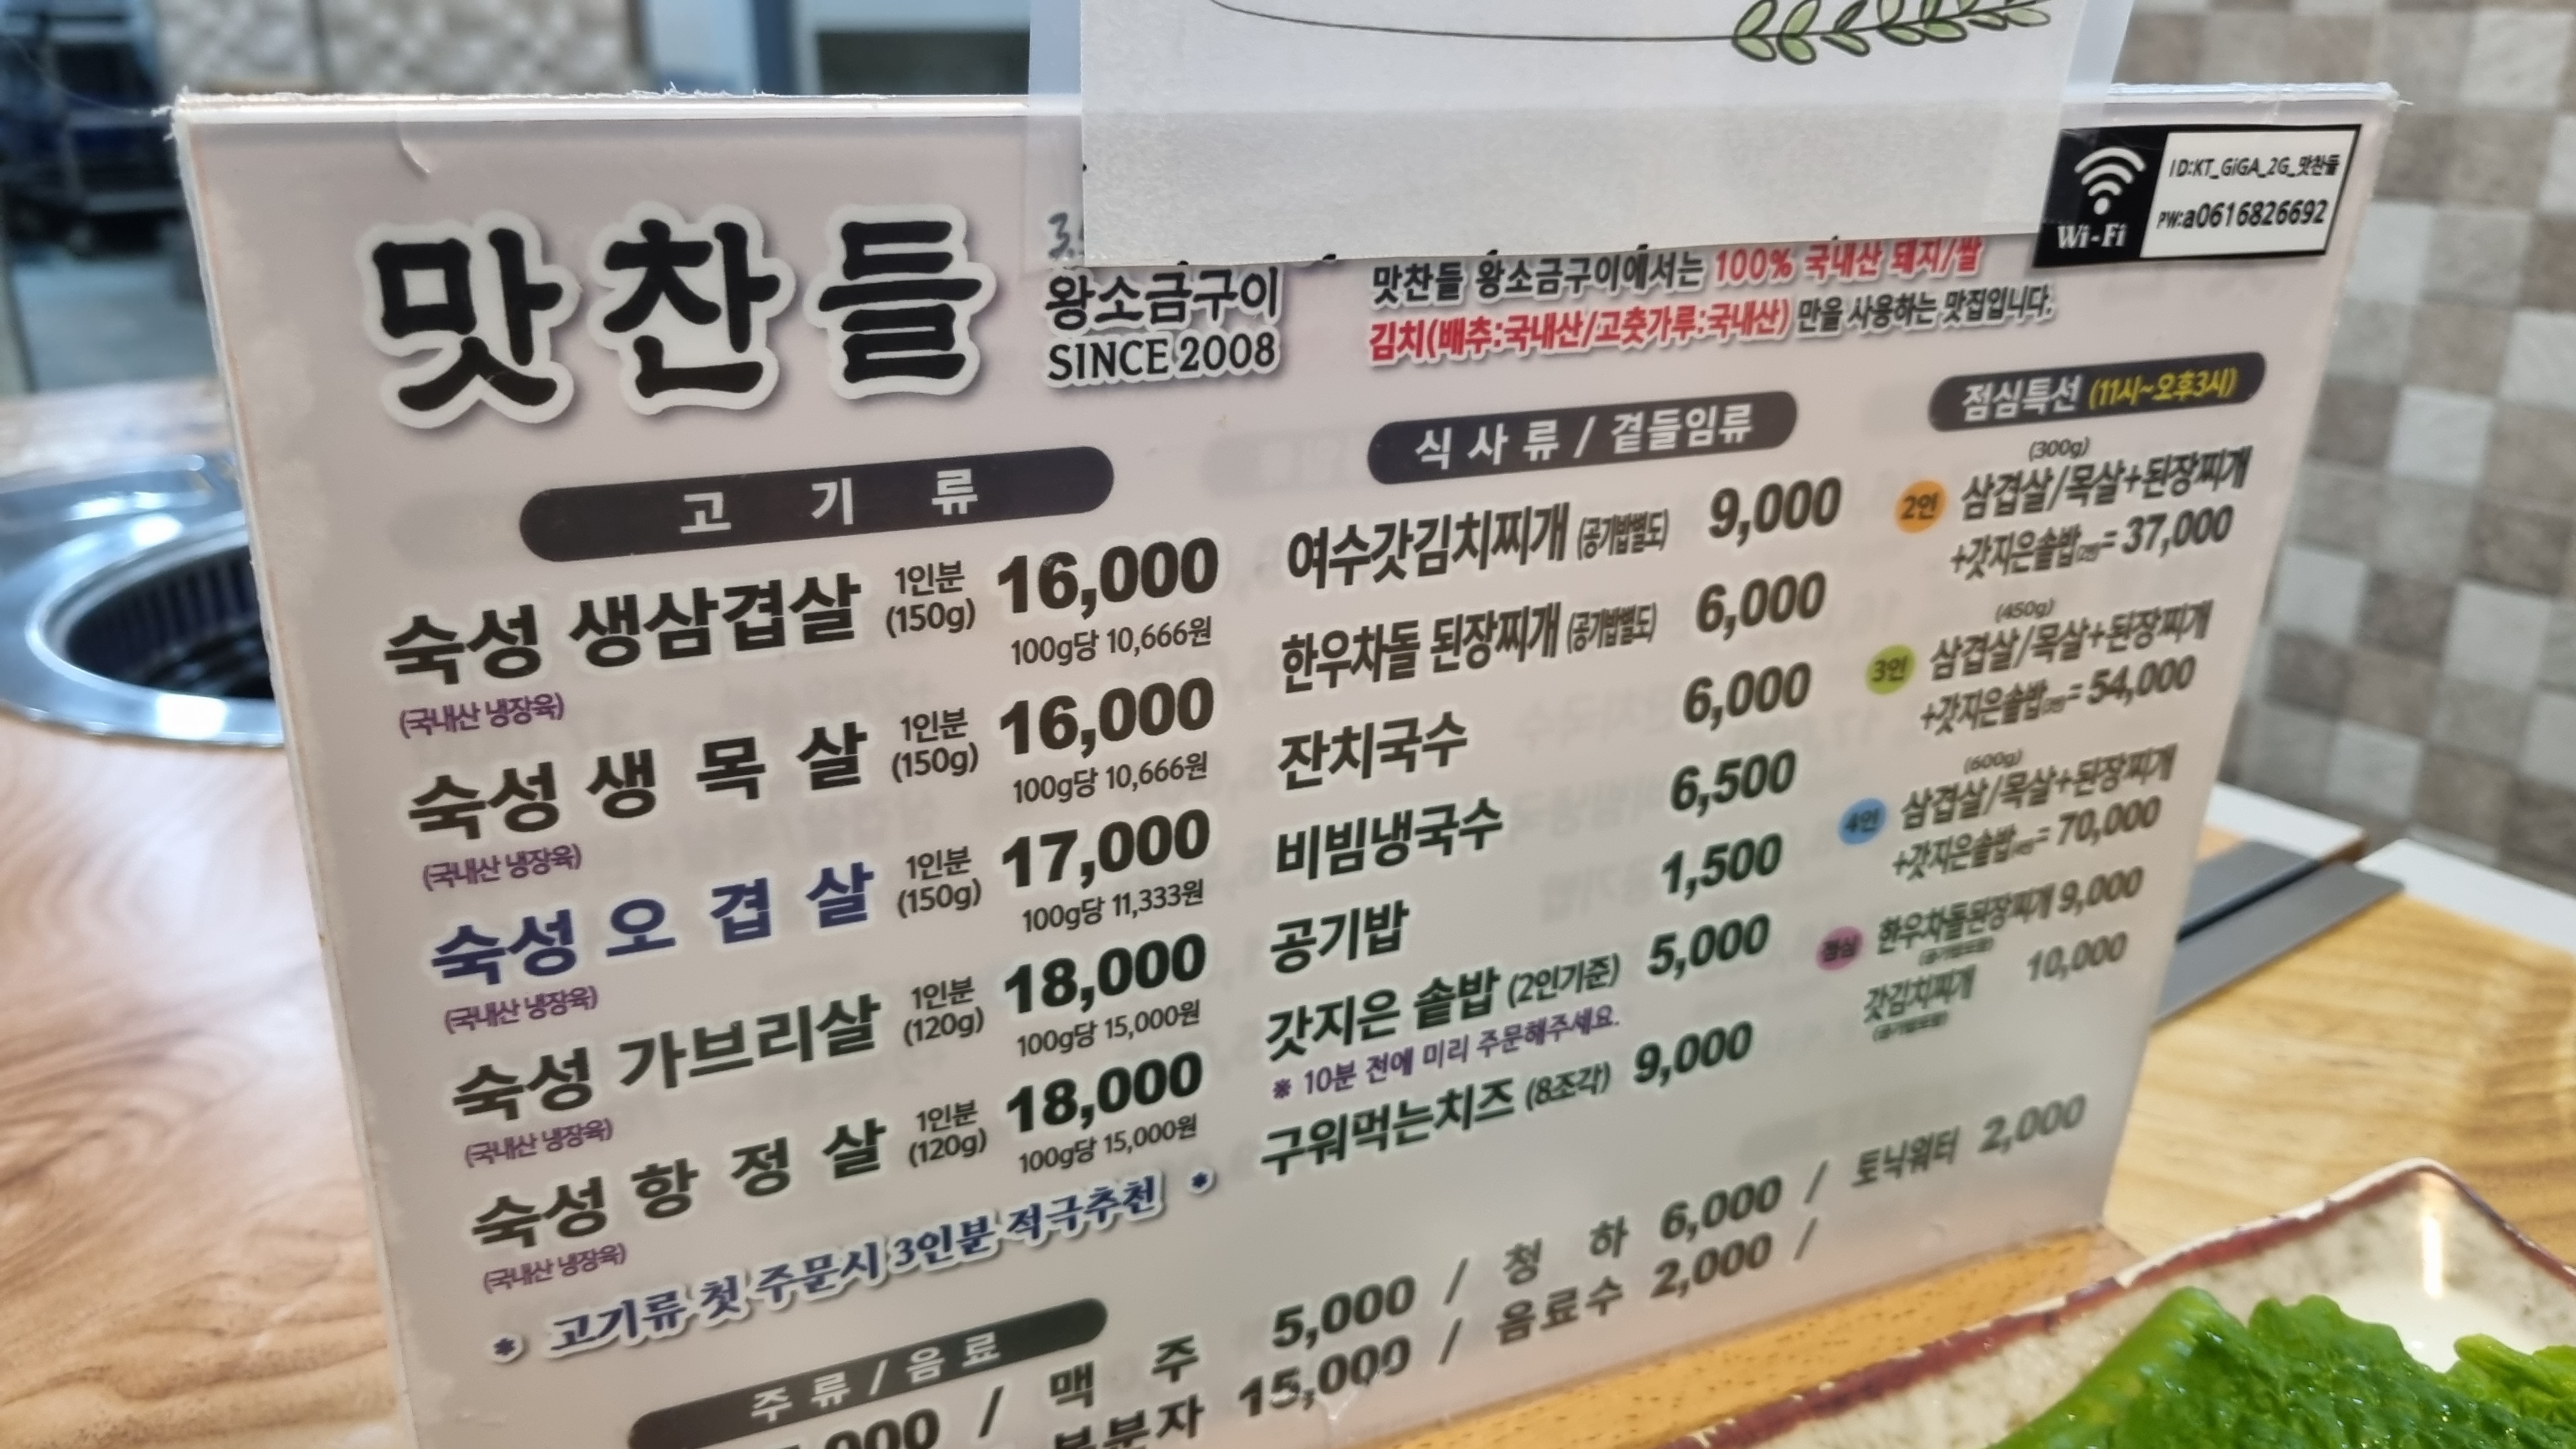 맛찬들
왕소금구이
SINCE 2008
맛찬들 왕소금구이에서는 100% 국내산 돼지/쌀
김치(배추:국내산/고춧가루:국내산) 만을 사용하는 맛집입니다.
Wi-Fi
ID:KT_GiGA_2G_맛찬들
PW:a0616826692
고기류
숙성 생삼겹살 1인분 (150g) 16,000
(국내산 냉장육) 100g당 10,666원
숙성 생목살 1인분 (150g) 16,000
(국내산 냉장육) 100g당 10,666원
숙성 오겹살 1인분 (150g) 17,000
(국내산 냉장육) 100g당 11,333원
숙성 가브리살 1인분 (120g) 18,000
(국내산 냉장육) 100g당 15,000원
숙성 항정살 1인분 (120g) 18,000
(국내산 냉장육) 100g당 15,000원
* 고기류 첫 주문시 3인분 적극추천 *
식사류/곁들임류
여수갓김치찌개 (공기밥별도) 9,000
한우차돌 된장찌개 (공기밥별도) 6,000
잔치국수 6,000
비빔냉국수 6,500
공기밥 1,500
갓지은 솥밥 (2인기준) 5,000
※ 10분 전에 미리 주문해주세요.
구워먹는치즈 (8조각) 9,000
점심특선 (11시~오후3시)
(300g)
2인 삼겹살/목살+된장찌개
+갓지은솥밥(2인)= 37,000
(450g)
3인 삼겹살/목살+된장찌개
+갓지은솥밥= 54,000
(600g)
4인 삼겹살/목살+된장찌개
+갓지은솥밥= 70,000
점심 한우차돌된장찌개 9,000
갓김치찌개 10,000
주류/음료
/ 맥주 5,000 / 청하 6,000 / 토닉워터 2,000
15,000 / 음료수 2,000 /